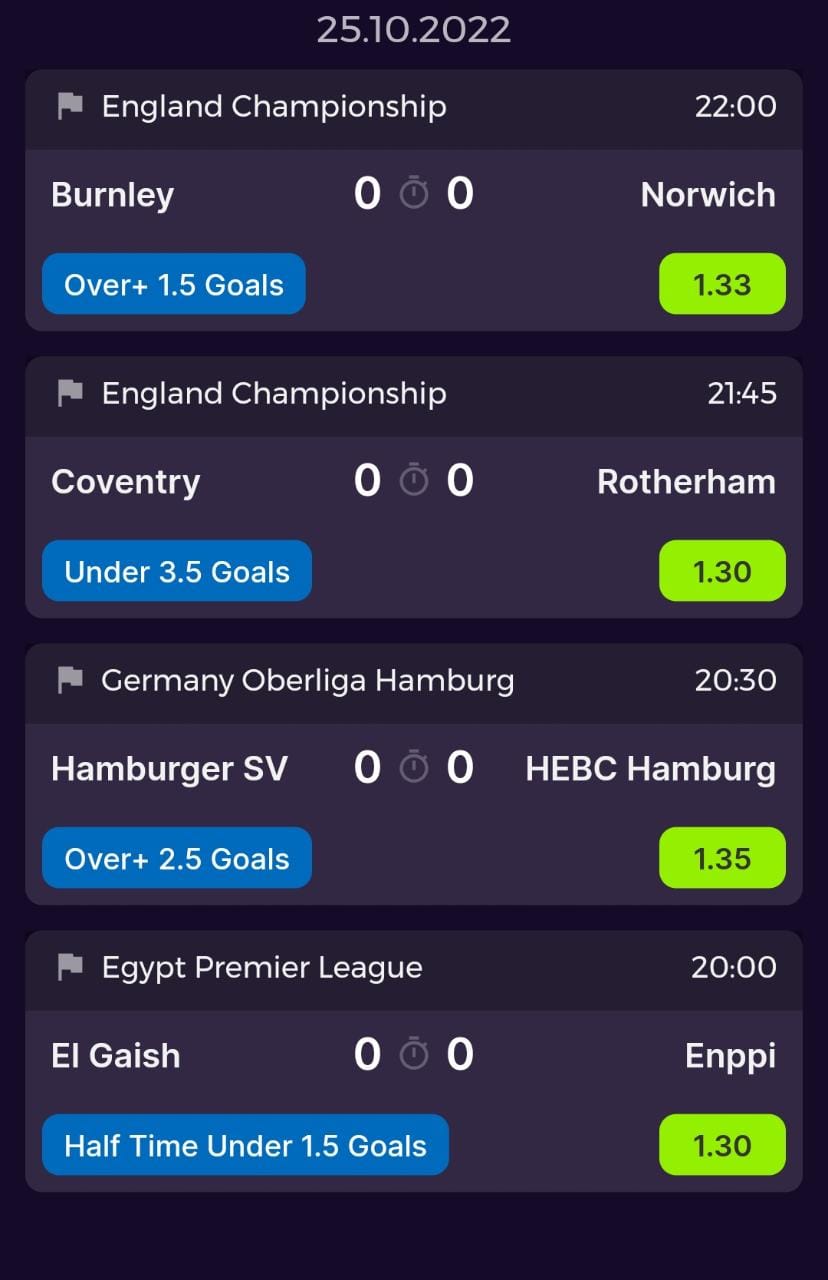 25.10.2022
England Championship 22:00
Burnley 0 0 Norwich
Over+ 1.5 Goals 1.33
England Championship 21:45
Coventry 0 0 Rotherham
Under 3.5 Goals 1.30
Germany Oberliga Hamburg 20:30
Hamburger SV 0 0 HEBC Hamburg
Over+ 2.5 Goals 1.35
Egypt Premier League 20:00
El Gaish 0 0 Enppi
Half Time Under 1.5 Goals 1.30